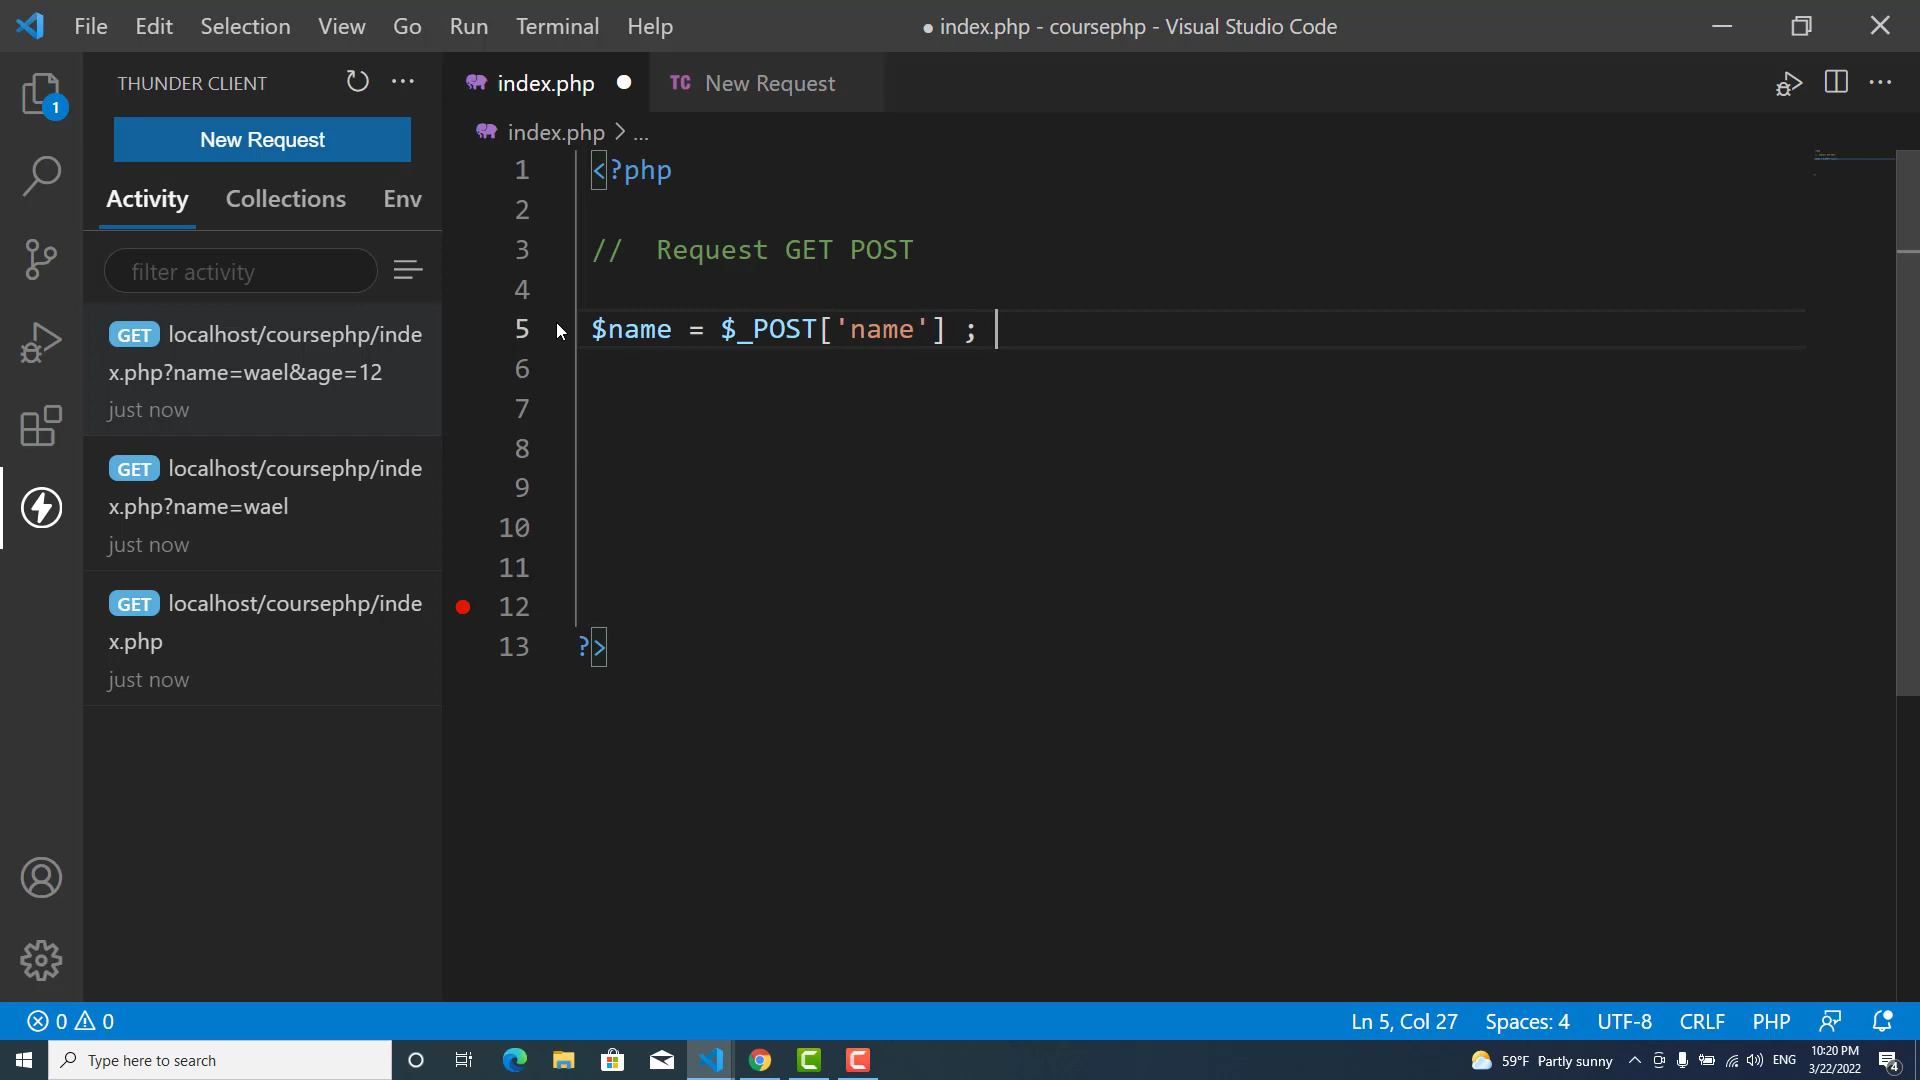 File Edit Selection View Go Run Terminal Help
● index.php - coursephp - Visual Studio Code
THUNDER CLIENT
New Request
Activity Collections Env
filter activity
GET localhost/coursephp/inde
x.php?name=wael&age=12
just now
GET localhost/coursephp/inde
x.php?name=wael
just now
GET localhost/coursephp/inde
x.php
just now
1
index.php
TC New Request
index.php > ...
1 <?php
2
3 // Request GET POST
4
5 $name = $_POST['name'] ;
6
7
8
9
10
11
12
13 ?>
0 0
Ln 5, Col 27 Spaces: 4 UTF-8 CRLF PHP
Type here to search
59°F Partly sunny
ENG
10:20 PM
3/22/2022
4